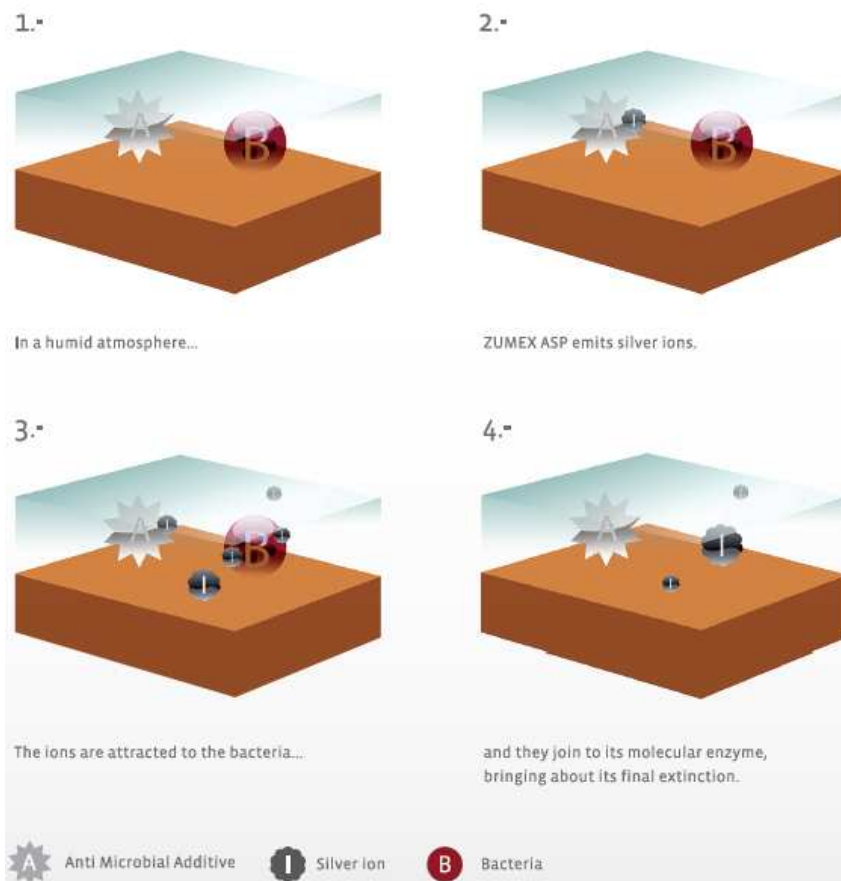 1.-
2.-
A
B
A
I
B
In a humid atmosphere...
ZUMEX ASP emits silver ions.
3.-
4.-
I
A
I
B
I
I
I
I
A
I
I
The ions are attracted to the bacteria...
and they join to its molecular enzyme,
bringing about its final extinction.
A Anti Microbial Additive
I Silver ion
B Bacteria